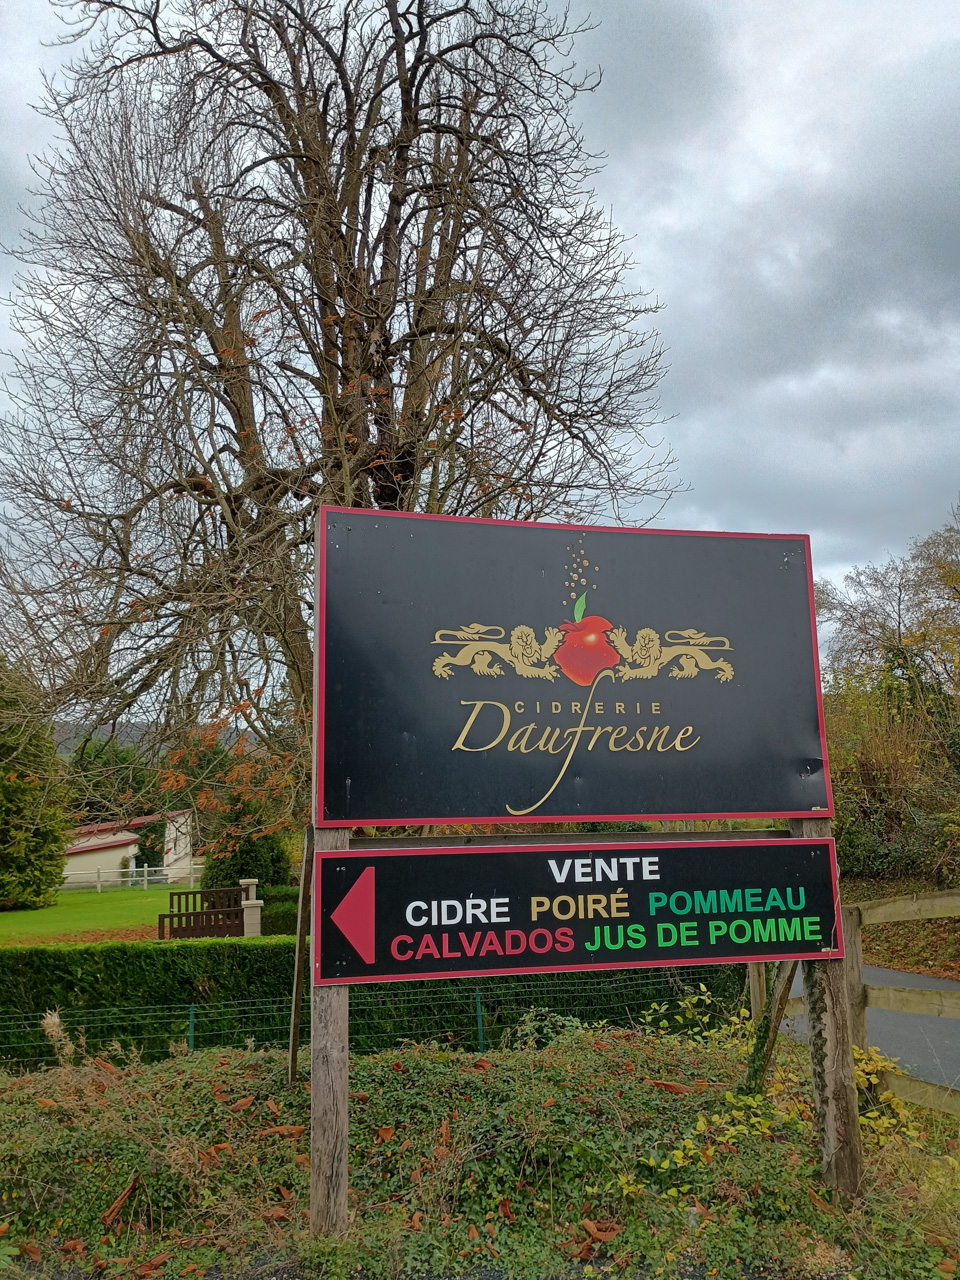 CIDRERIE
Daufresne
VENTE
CIDRE POIRÉ POMMEAU
CALVADOS JUS DE POMME